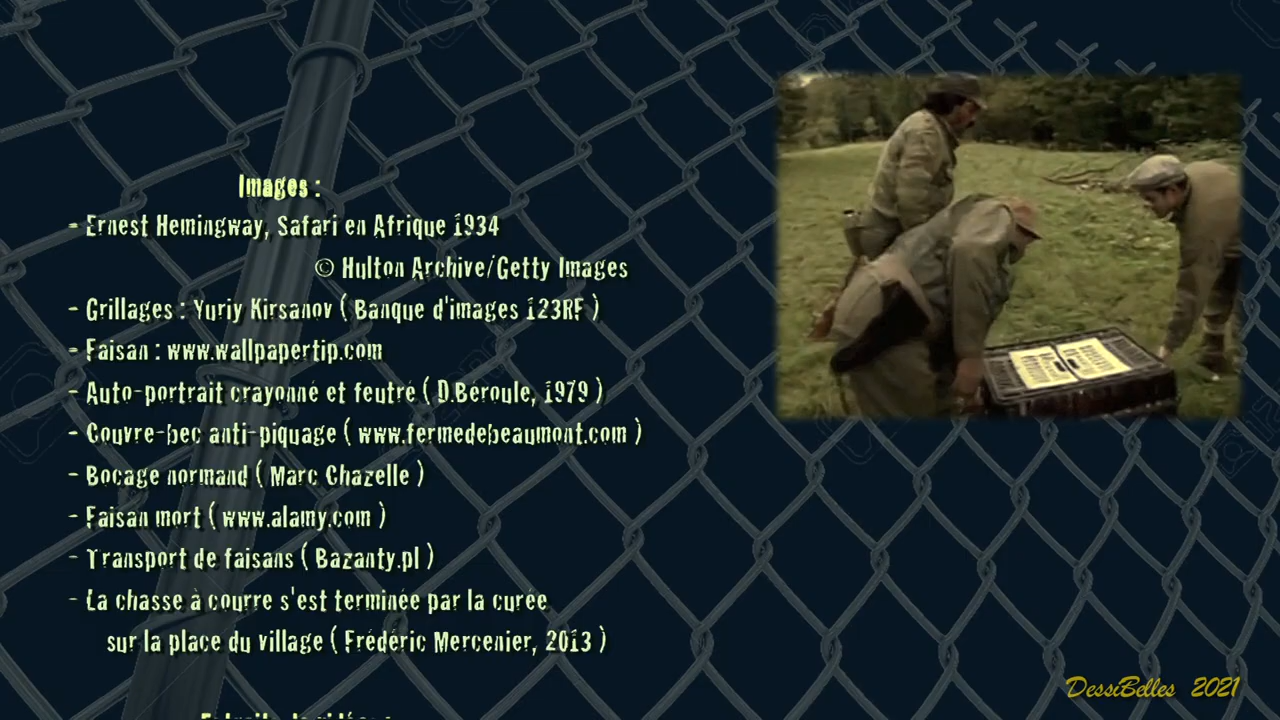 Images :
- Ernest Hemingway, Safari en Afrique 1934
© Hulton Archive/Getty Images
- Grillages : Yuriy Kirsanov ( Banque d'images 123RF )
- Faisan : www.wallpapertip.com
- Auto-portrait crayonné et feutré ( D.Béroule, 1979 )
- Couvre-bec anti-piquage ( www.fermedebeaumont.com )
- Bocage normand ( Marc Chazelle )
- Faisan mort ( www.alamy.com )
- Transport de faisans ( Bazanty.pl )
- La chasse à courre s'est terminée par la curée
sur la place du village ( Frédéric Mercenier, 2013 )
DessiBelles 2021